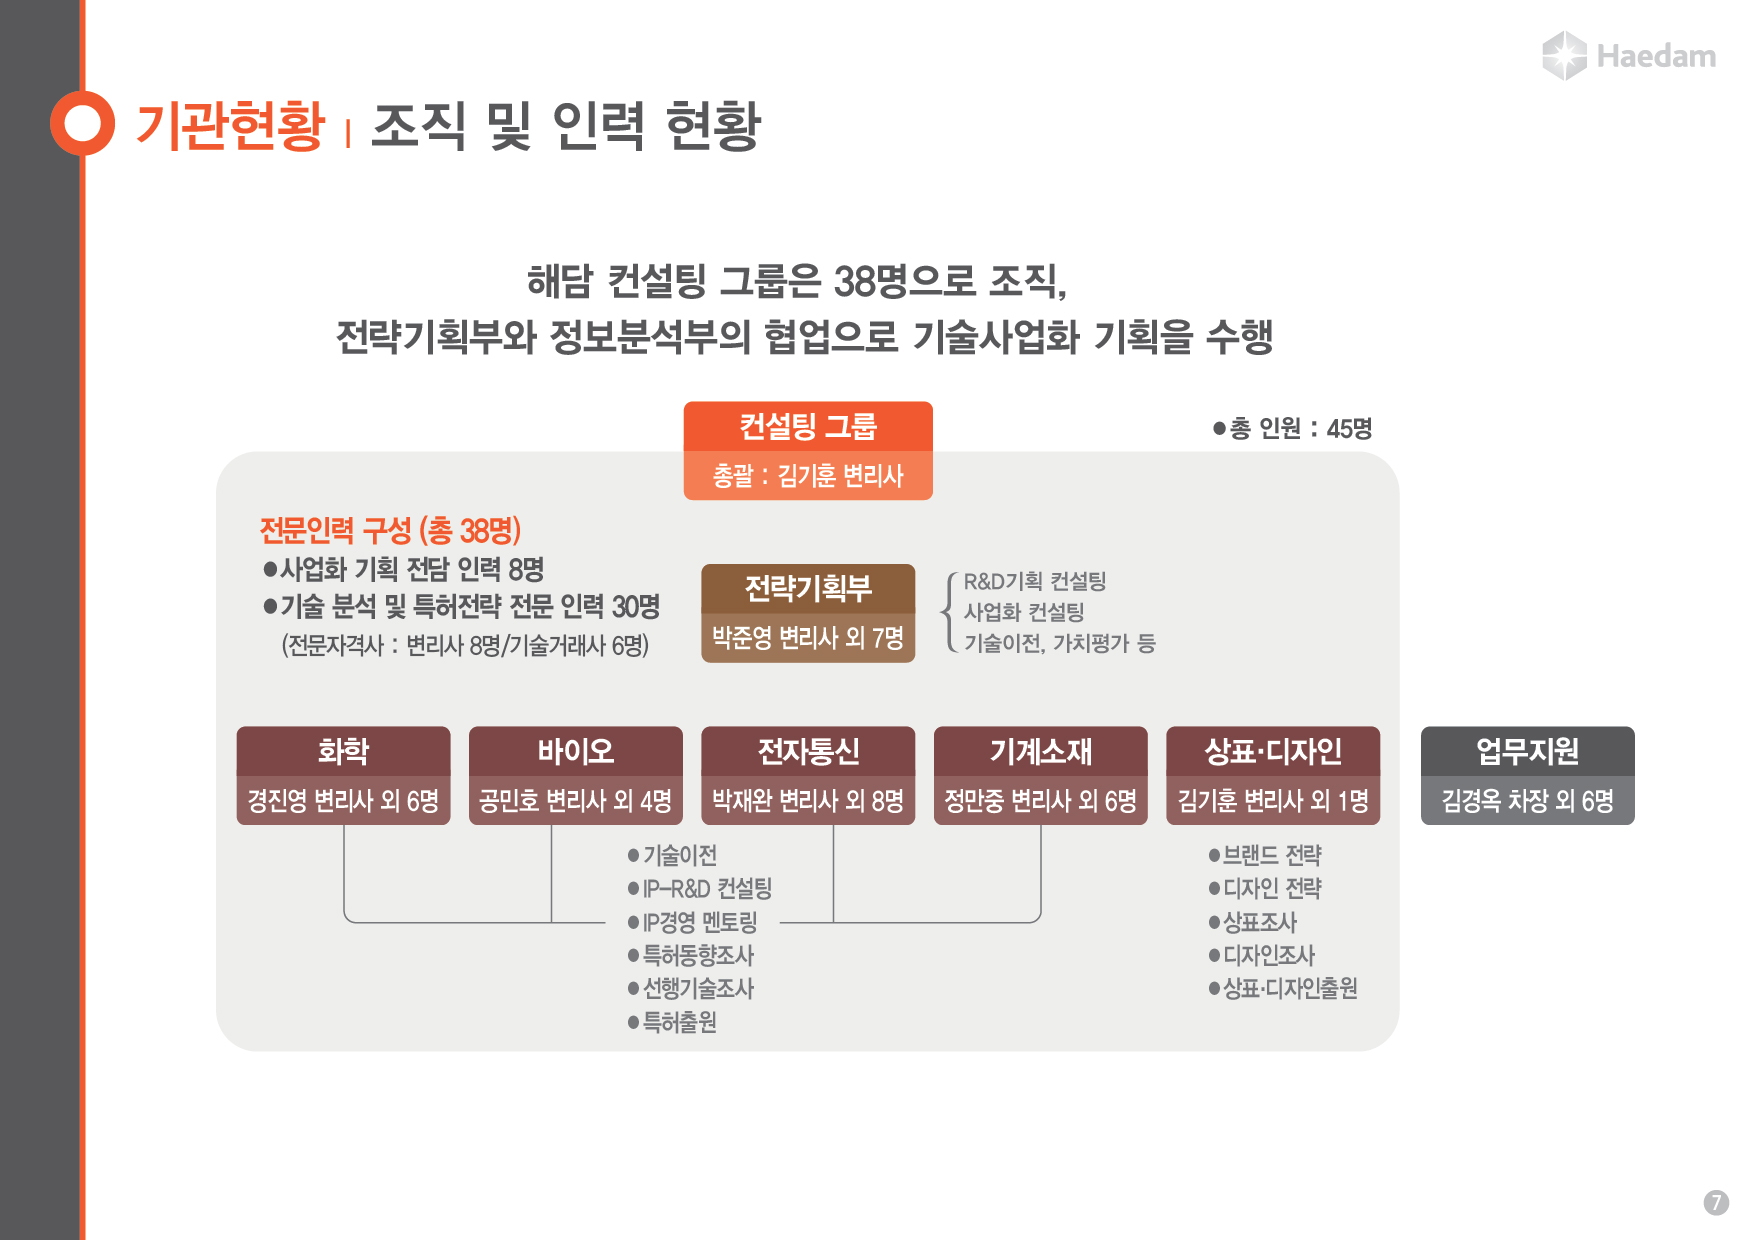 Haedam
기관현황 | 조직 및 인력 현황
해담 컨설팅 그룹은 38명으로 조직,
전략기획부와 정보분석부의 협업으로 기술사업화 기획을 수행
컨설팅 그룹
총괄 : 김기훈 변리사
●총 인원 : 45명
전문인력 구성 (총 38명)
●사업화 기획 전담 인력 8명
●기술 분석 및 특허전략 전문 인력 30명
(전문자격사 : 변리사 8명/기술거래사 6명)
전략기획부
박준영 변리사 외 7명
R&D기획 컨설팅
사업화 컨설팅
기술이전, 가치평가 등
화학
경진영 변리사 외 6명
바이오
공민호 변리사 외 4명
전자통신
박재완 변리사 외 8명
기계소재
정만중 변리사 외 6명
상표·디자인
김기훈 변리사 외 1명
업무지원
김경옥 차장 외 6명
●기술이전
●IP-R&D 컨설팅
●IP경영 멘토링
●특허동향조사
●선행기술조사
●특허출원
●브랜드 전략
●디자인 전략
●상표조사
●디자인조사
●상표·디자인출원
7